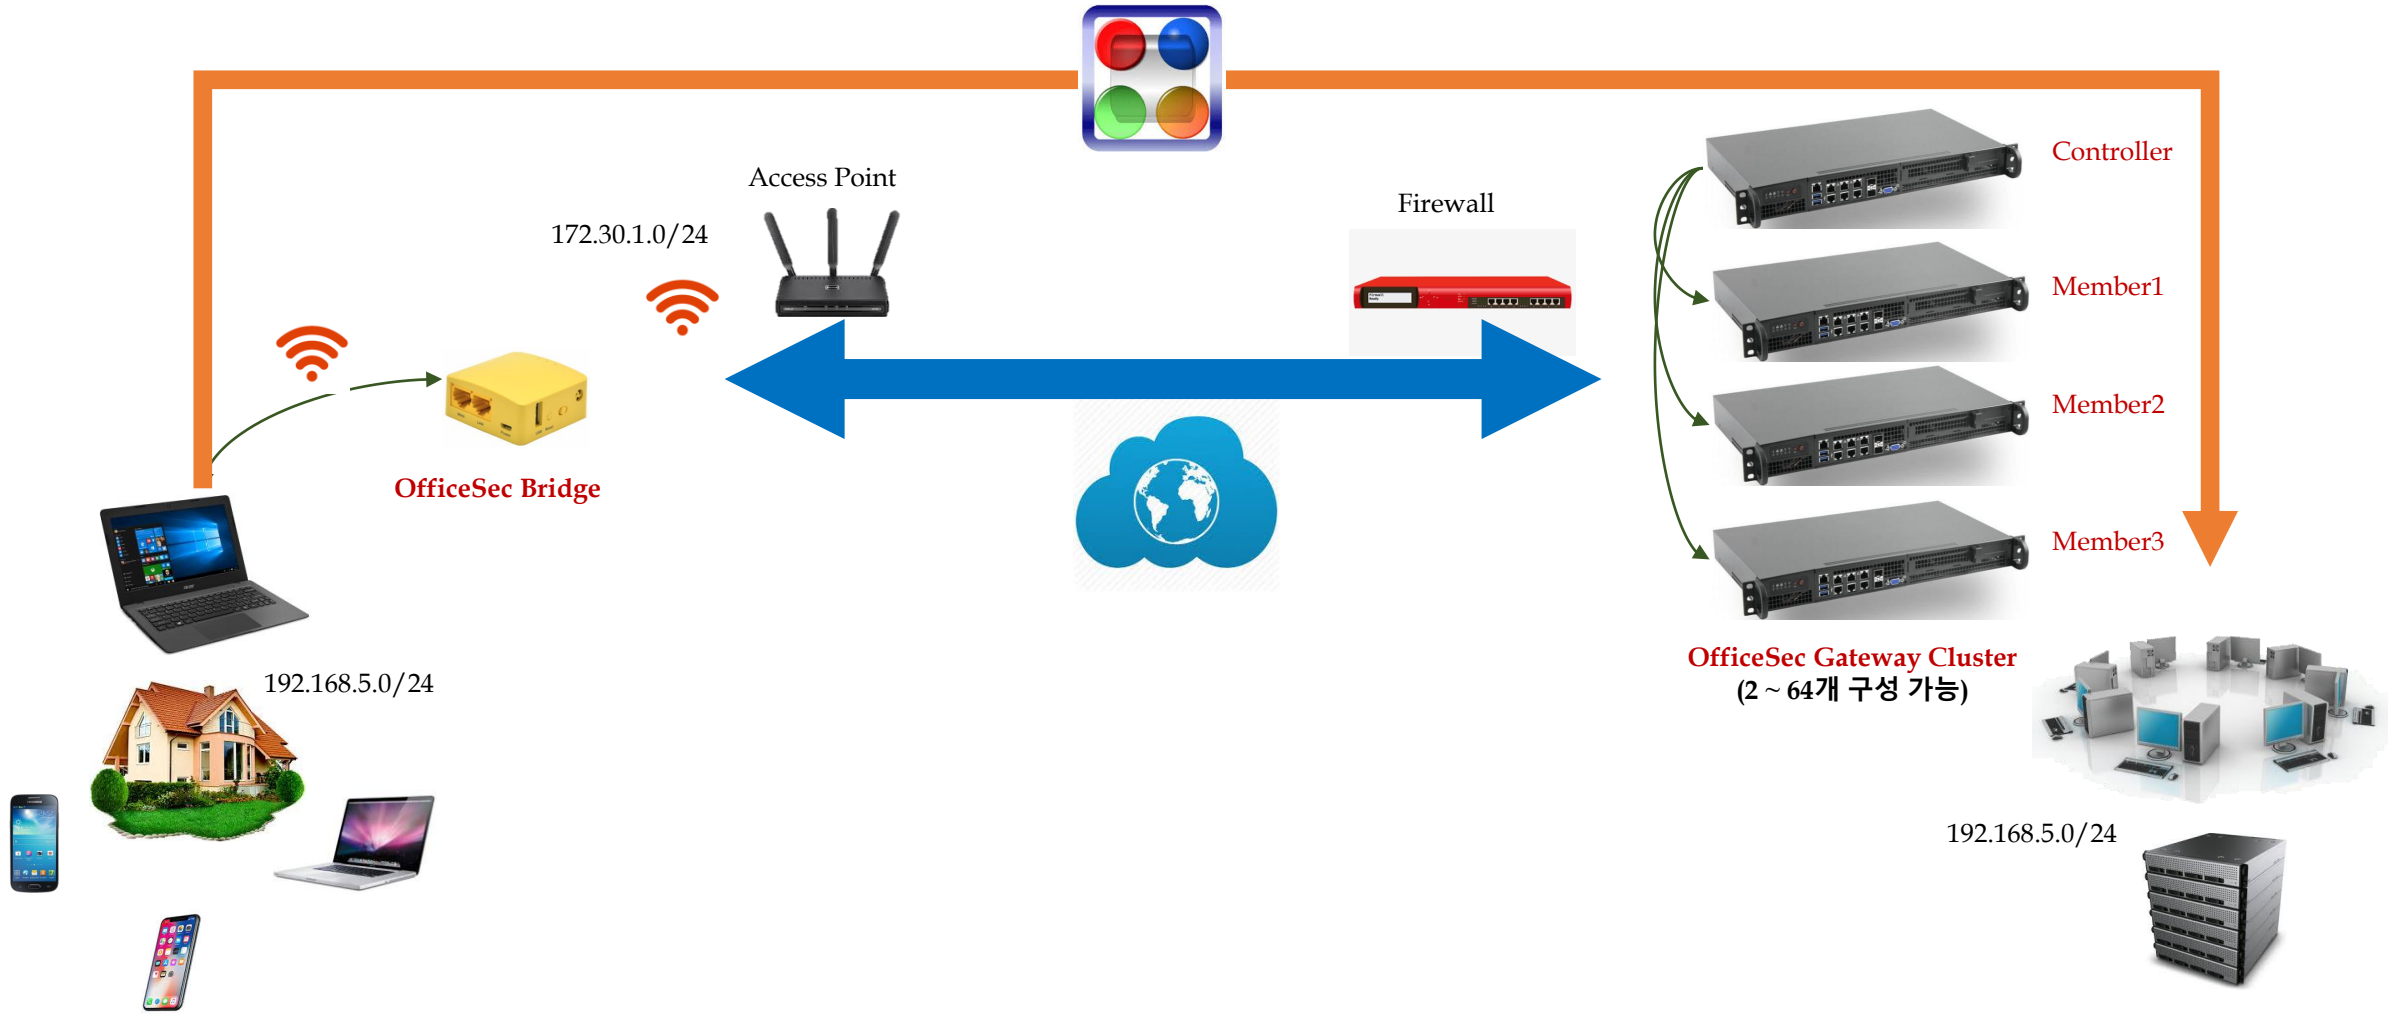 Controller
Access Point
Firewall
172.30.1.0/24
Member1
Member2
OfficeSec Bridge
Member3
OfficeSec Gateway Cluster
(2 ~ 64개 구성 가능)
192.168.5.0/24
192.168.5.0/24